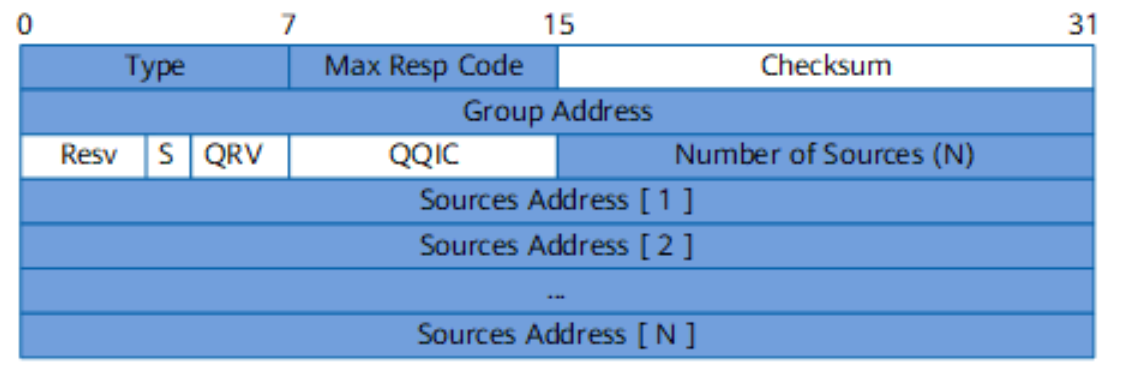 0 7 15 31
Type Max Resp Code Checksum
Group Address
Resv S QRV QQIC Number of Sources (N)
Sources Address [ 1 ]
Sources Address [ 2 ]
...
Sources Address [ N ]